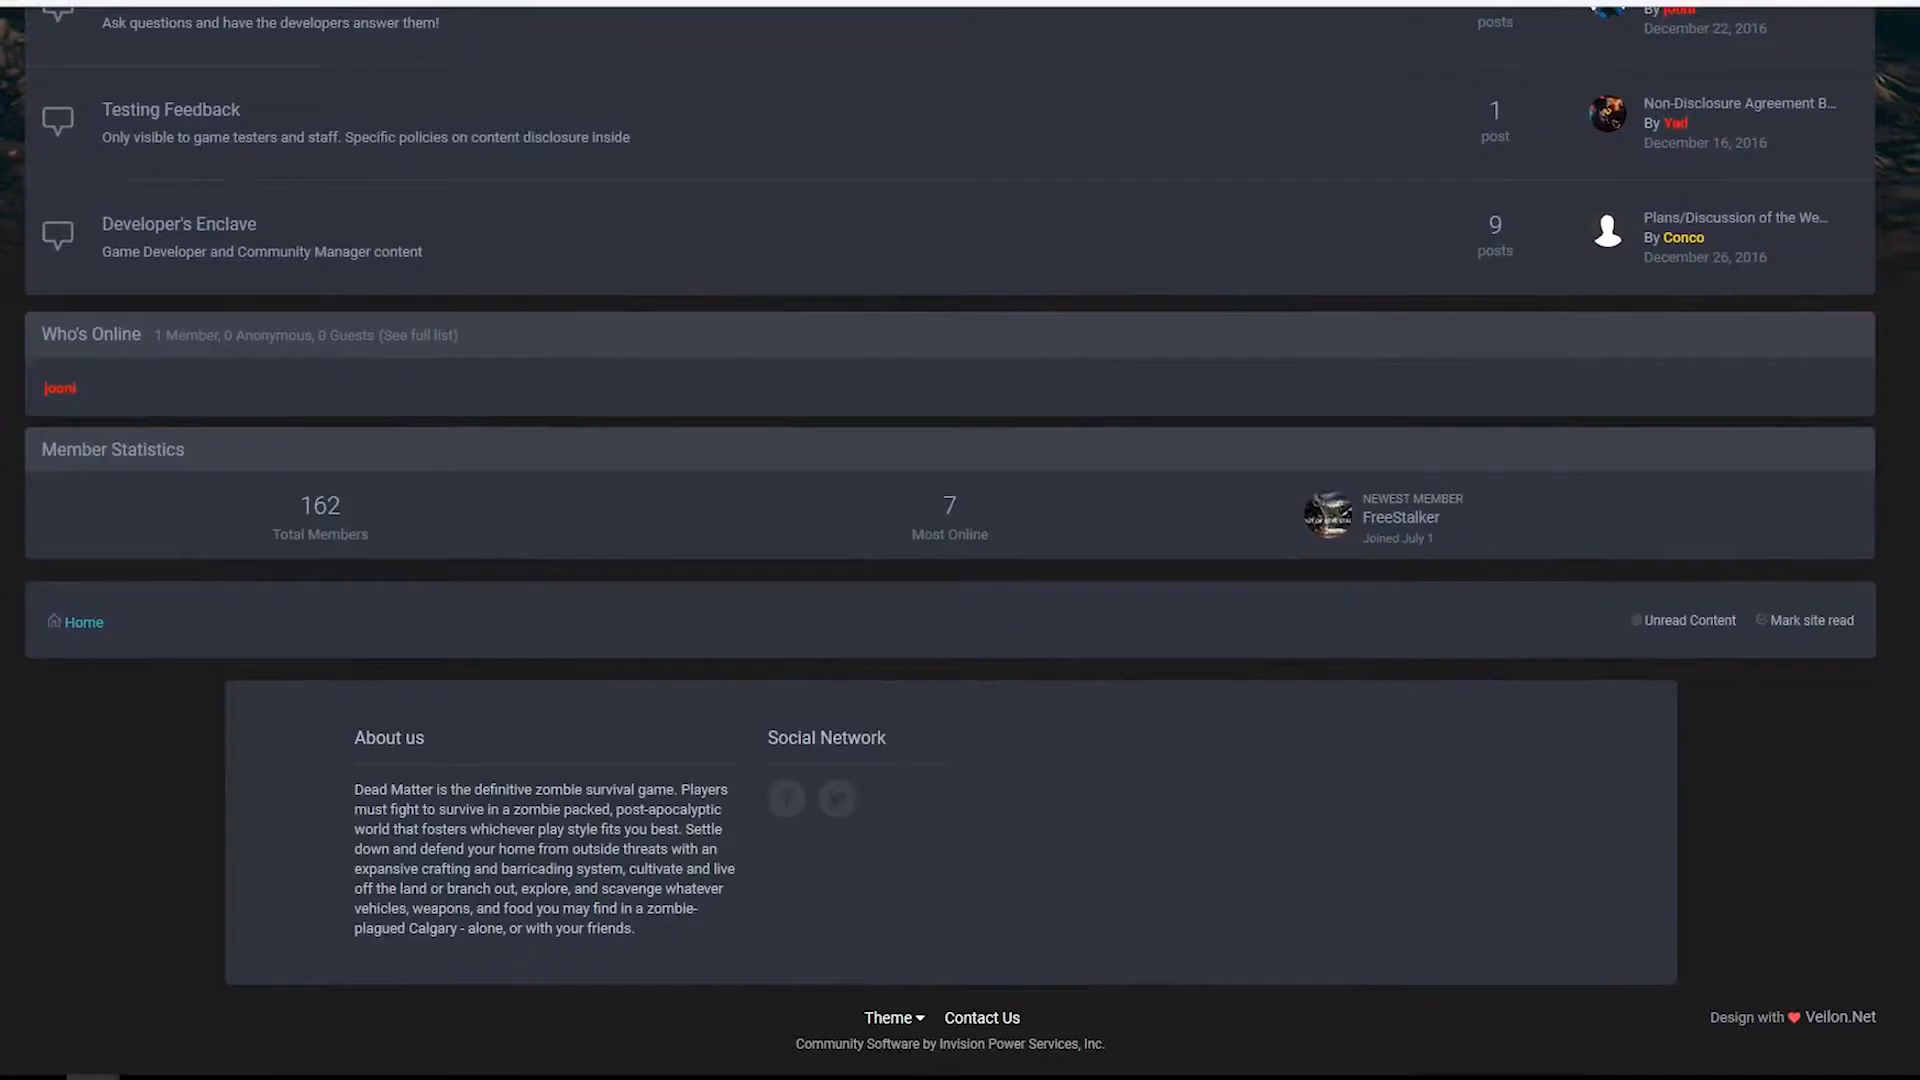 Ask questions and have the developers answer them!
posts
By jooni
December 22, 2016
Testing Feedback
Only visible to game testers and staff. Specific policies on content disclosure inside
1
post
Non-Disclosure Agreement B...
By Yad
December 16, 2016
Developer's Enclave
Game Developer and Community Manager content
9
posts
Plans/Discussion of the We...
By Conco
December 26, 2016
Who's Online 1 Member, 0 Anonymous, 0 Guests (See full list)
jooni
Member Statistics
162
Total Members
7
Most Online
NEWEST MEMBER
FreeStalker
Joined July 1
Home
Unread Content
Mark site read
About us
Dead Matter is the definitive zombie survival game. Players
must fight to survive in a zombie packed, post-apocalyptic
world that fosters whichever play style fits you best. Settle
down and defend your home from outside threats with an
expansive crafting and barricading system, cultivate and live
off the land or branch out, explore, and scavenge whatever
vehicles, weapons, and food you may find in a zombie-
plagued Calgary - alone, or with your friends.
Social Network
Theme
Contact Us
Community Software by Invision Power Services, Inc.
Design with ❤ Veilon.Net